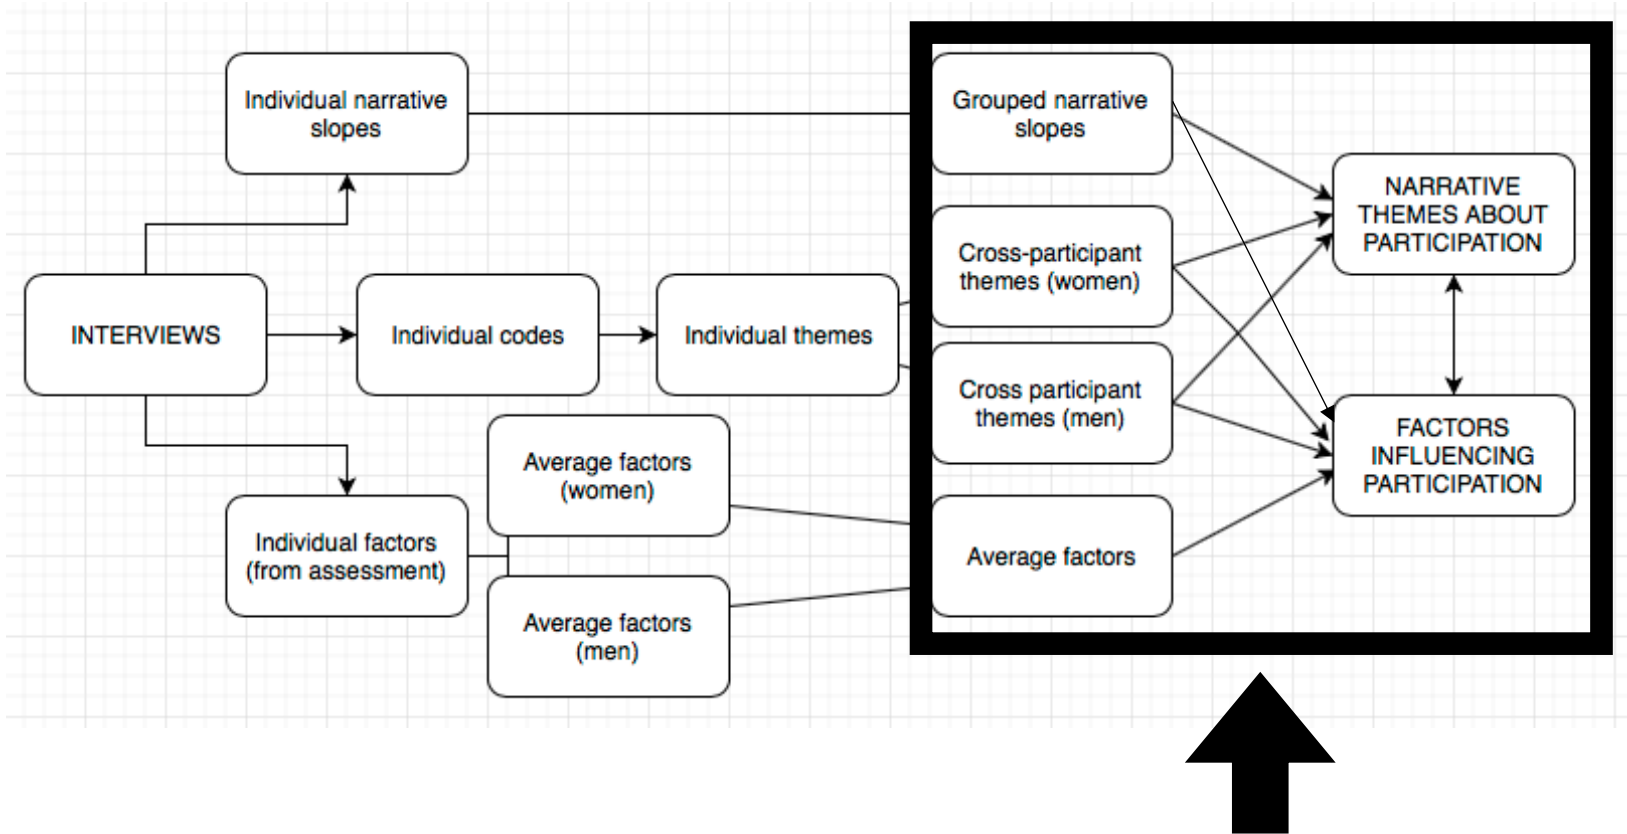 Individual narrative
slopes
Grouped narrative
slopes
NARRATIVE
THEMES ABOUT
PARTICIPATION
Cross-participant
themes (women)
INTERVIEWS
Individual codes
Individual themes
Cross participant
themes (men)
FACTORS
INFLUENCING
PARTICIPATION
Average factors
(women)
Individual factors
(from assessment)
Average factors
Average factors
(men)